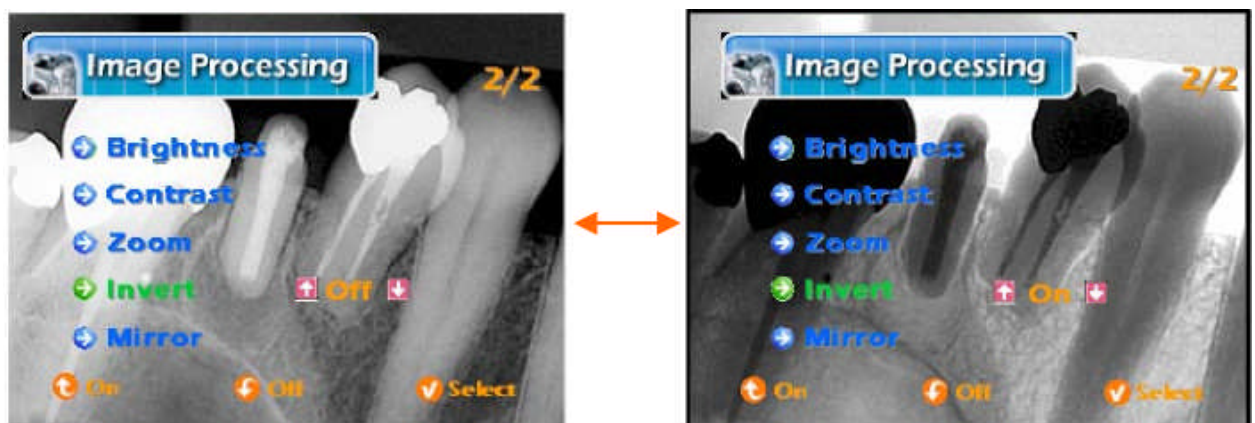 Image Processing
2/2
Brightness
Contrast
Zoom
Invert
Off
Mirror
On
Off
Select
Image Processing
2/2
Brightness
Contrast
Zoom
Invert
On
Mirror
On
Off
Select